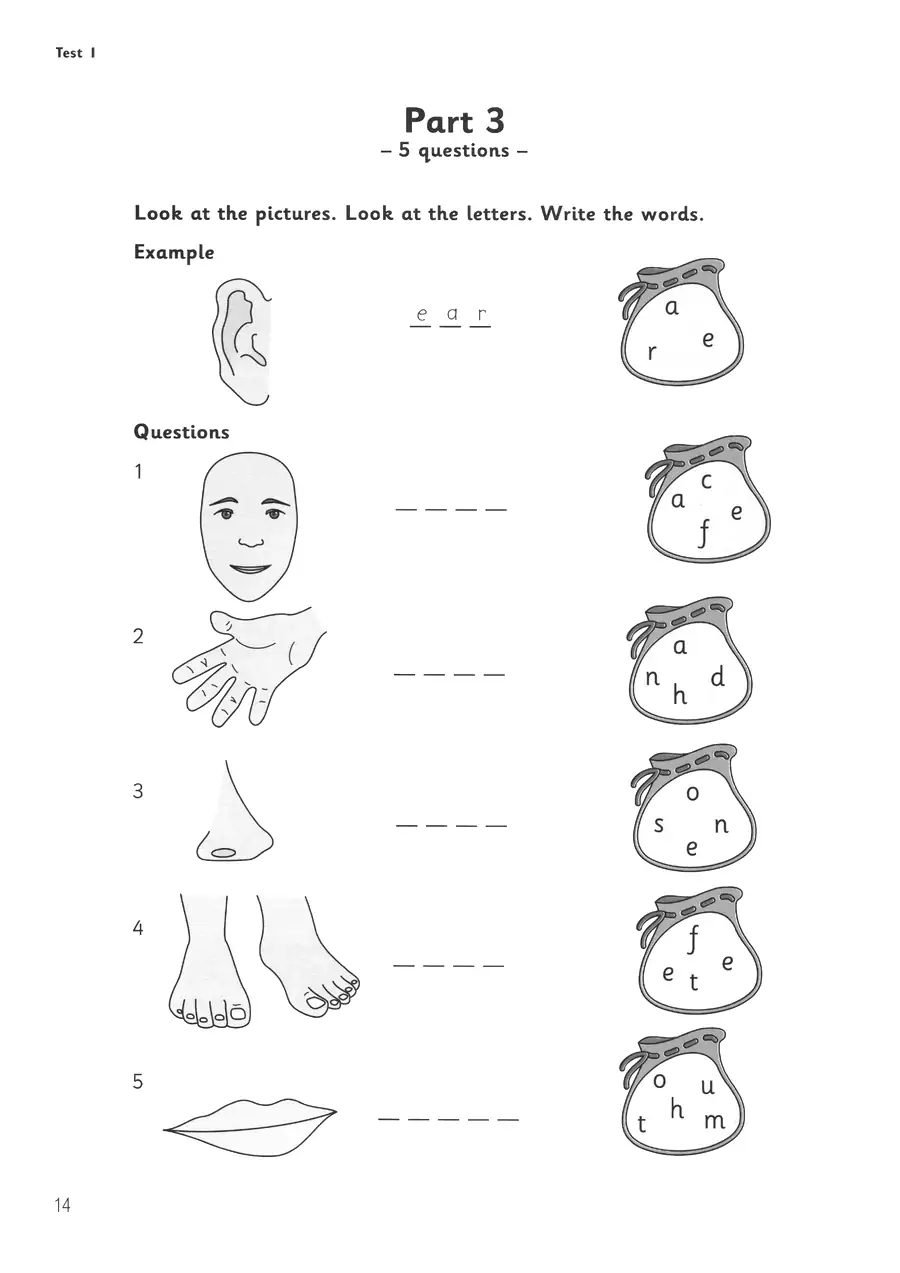 Test 1
Part 3
– 5 questions –
Look at the pictures. Look at the letters. Write the words.
Example
e a r
a
r e
Questions
1
c
a e
f
2
a
n d
h
3
o
s n
e
4
f
e e
t
5
o u
h
t m
14